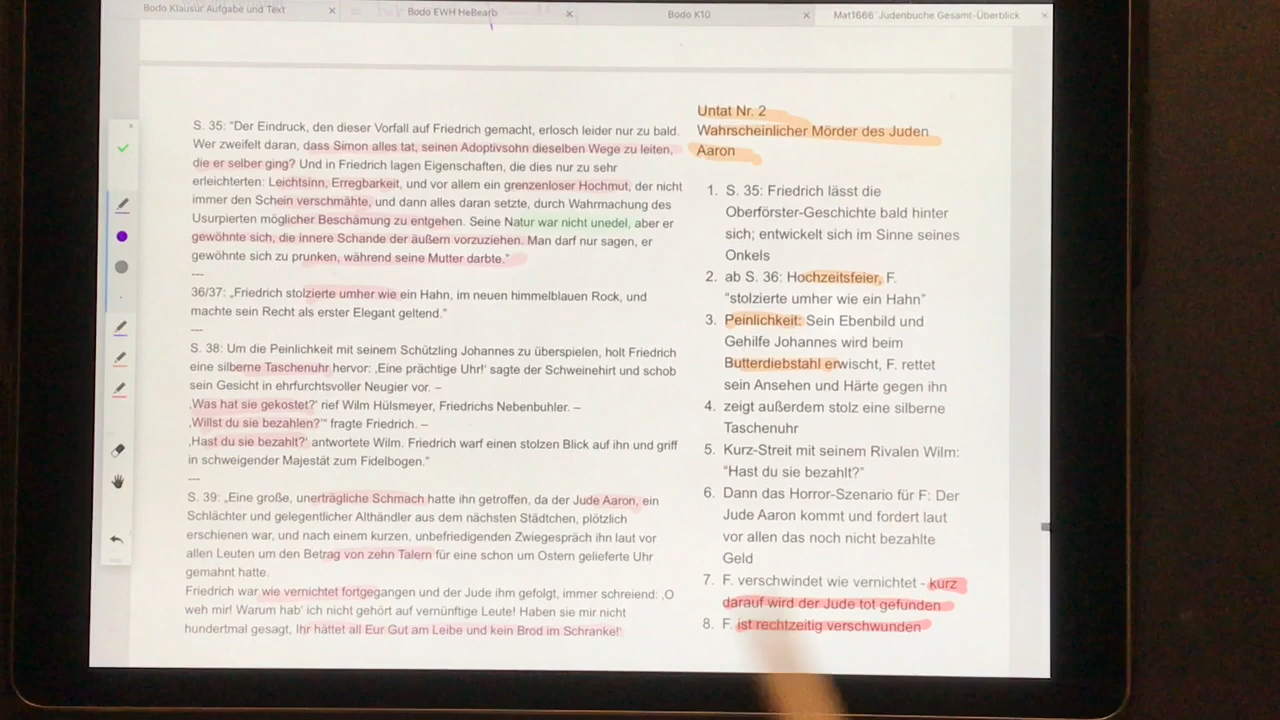 Bodo Klausur Aufgabe und Text
Bodo EWH HeBearb
Bodo K10
Mat1666 Judenbuche Gesamt-Überblick
S. 35: "Der Eindruck, den dieser Vorfall auf Friedrich gemacht, erlosch leider nur zu bald.
Wer zweifelt daran, dass Simon alles tat, seinen Adoptivsohn dieselben Wege zu leiten,
die er selber ging? Und in Friedrich lagen Eigenschaften, die dies nur zu sehr
erleichterten: Leichtsinn, Erregbarkeit, und vor allem ein grenzenloser Hochmut, der nicht
immer den Schein verschmähte, und dann alles daran setzte, durch Wahrmachung des
Usurpierten möglicher Beschämung zu entgehen. Seine Natur war nicht unedel, aber er
gewöhnte sich, die innere Schande der äußern vorzuziehen. Man darf nur sagen, er
gewöhnte sich zu prunken, während seine Mutter darbte."
---
36/37: „Friedrich stolzierte umher wie ein Hahn, im neuen himmelblauen Rock, und
machte sein Recht als erster Elegant geltend."
---
S. 38: Um die Peinlichkeit mit seinem Schützling Johannes zu überspielen, holt Friedrich
eine silberne Taschenuhr hervor: ‚Eine prächtige Uhr!' sagte der Schweinehirt und schob
sein Gesicht in ehrfurchtsvoller Neugier vor. –
‚Was hat sie gekostet?' rief Wilm Hülsmeyer, Friedrichs Nebenbuhler. –
‚Willst du sie bezahlen?'" fragte Friedrich. –
‚Hast du sie bezahlt?' antwortete Wilm. Friedrich warf einen stolzen Blick auf ihn und griff
in schweigender Majestät zum Fidelbogen."
---
S. 39: „Eine große, unerträgliche Schmach hatte ihn getroffen, da der Jude Aaron, ein
Schlächter und gelegentlicher Althändler aus dem nächsten Städtchen, plötzlich
erschienen war, und nach einem kurzen, unbefriedigenden Zwiegespräch ihn laut vor
allen Leuten um den Betrag von zehn Talern für eine schon um Ostern gelieferte Uhr
gemahnt hatte.
Friedrich war wie vernichtet fortgegangen und der Jude ihm gefolgt, immer schreiend: ‚O
weh mir! Warum hab' ich nicht gehört auf vernünftige Leute! Haben sie mir nicht
hundertmal gesagt, Ihr hättet all Eur Gut am Leibe und kein Brod im Schranke!'
Untat Nr. 2
Wahrscheinlicher Mörder des Juden
Aaron
1. S. 35: Friedrich lässt die
Oberförster-Geschichte bald hinter
sich; entwickelt sich im Sinne seines
Onkels
2. ab S. 36: Hochzeitsfeier, F.
"stolzierte umher wie ein Hahn"
3. Peinlichkeit: Sein Ebenbild und
Gehilfe Johannes wird beim
Butterdiebstahl erwischt, F. rettet
sein Ansehen und Härte gegen ihn
4. zeigt außerdem stolz eine silberne
Taschenuhr
5. Kurz-Streit mit seinem Rivalen Wilm:
"Hast du sie bezahlt?"
6. Dann das Horror-Szenario für F: Der
Jude Aaron kommt und fordert laut
vor allen das noch nicht bezahlte
Geld
7. F. verschwindet wie vernichtet - kurz
darauf wird der Jude tot gefunden
8. F. ist rechtzeitig verschwunden